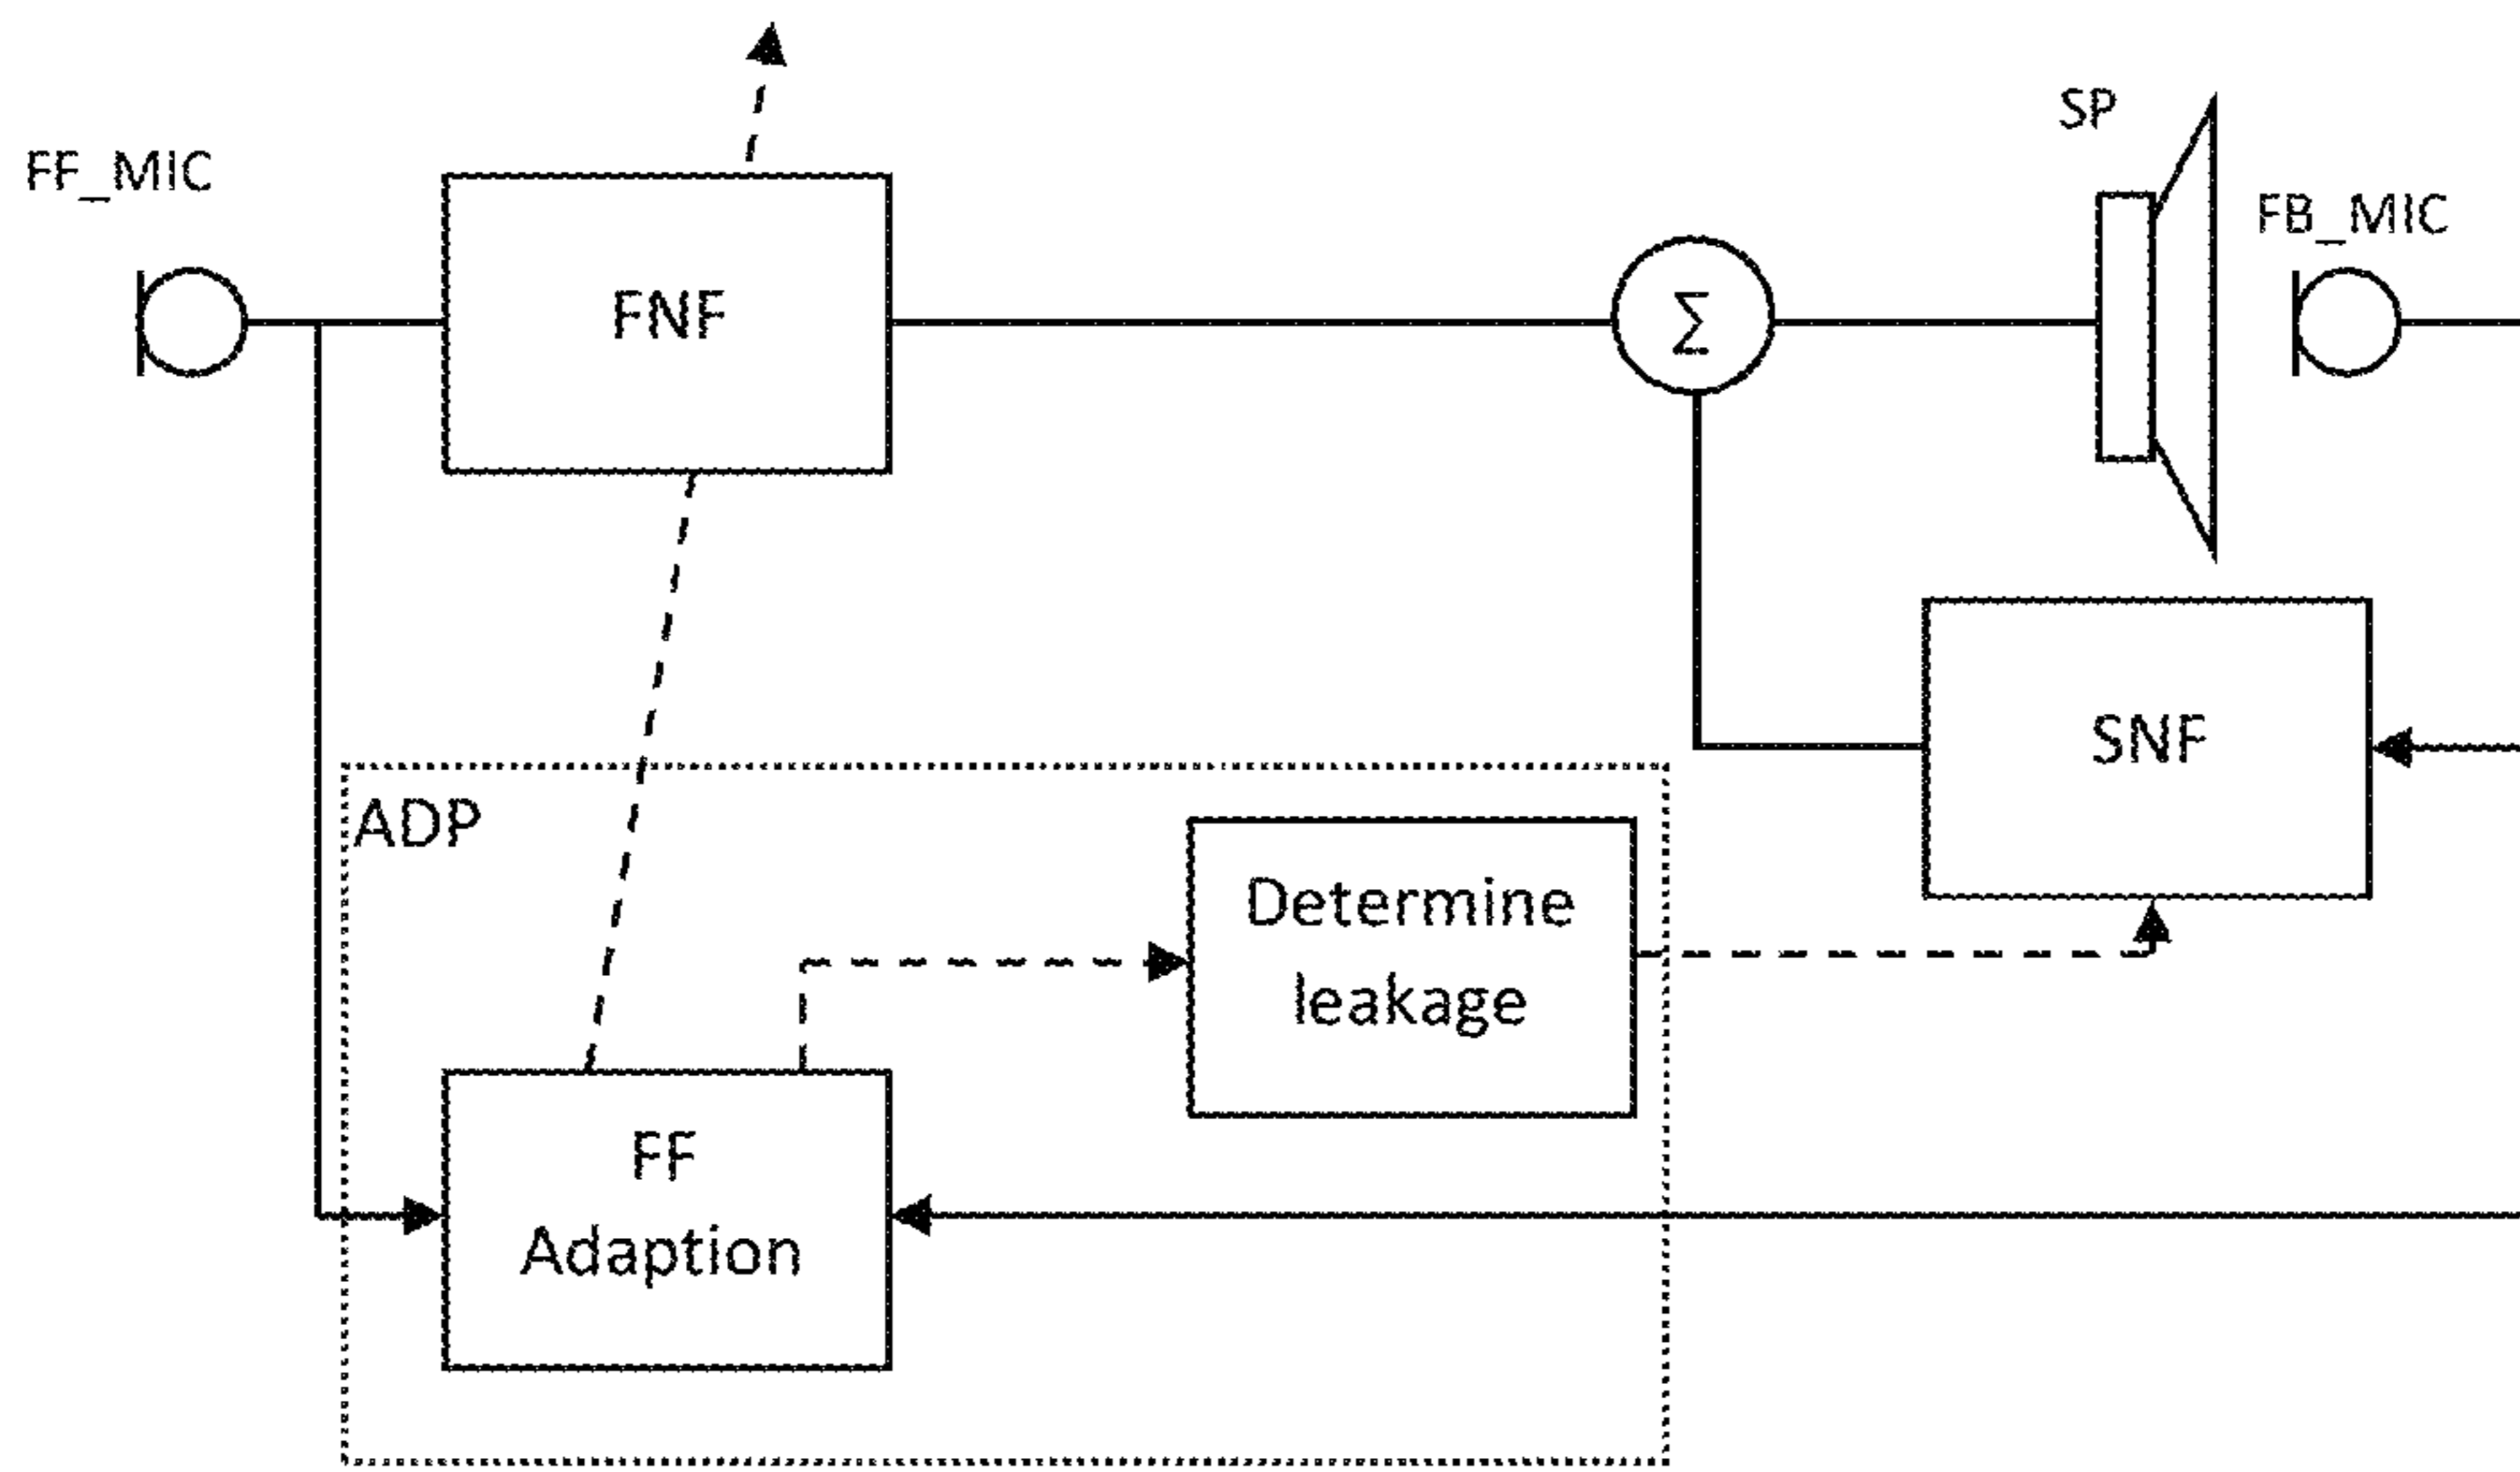 SP
FF_MIC
FB_MIC
FNF
Σ
SNF
ADP
Determine
leakage
FF
Adaption